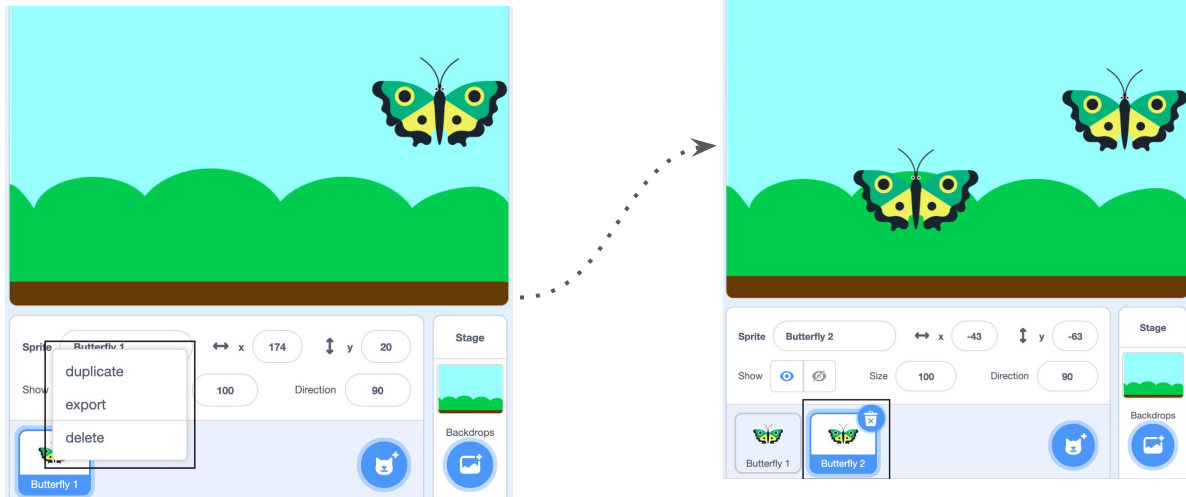 Sprite Butterfly 1 x 174 y 20
Show 100 Direction 90
duplicate
export
delete
Butterfly 1
Stage
Backdrops
Sprite Butterfly 2 x -43 y -63
Show Size 100 Direction 90
Butterfly 1 Butterfly 2
Stage
Backdrops